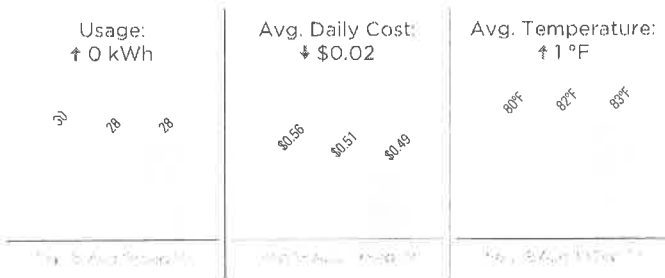 Usage:
↑ 0 kWh
30
28
28
Avg. Daily Cost:
↓ $0.02
$0.56
$0.51
$0.49
Avg. Temperature:
↑ 1 °F
80°F
82°F
83°F